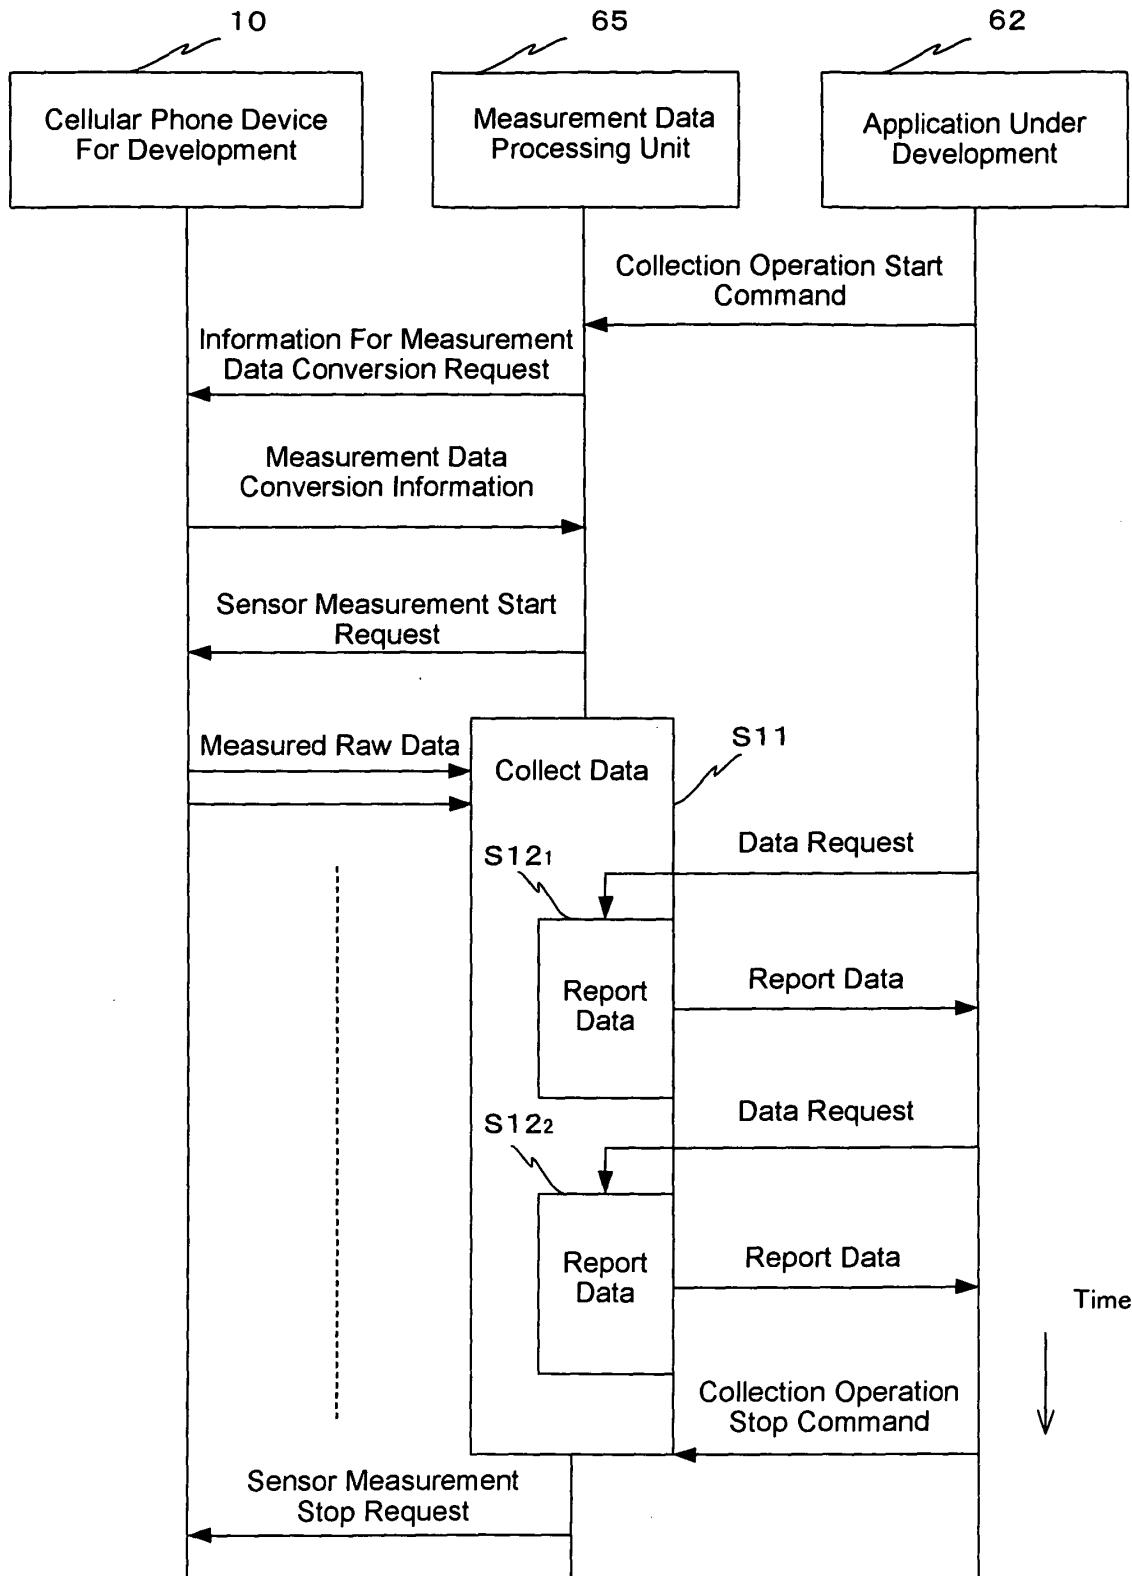 10
65
62
Cellular Phone Device
For Development
Measurement Data
Processing Unit
Application Under
Development
Collection Operation Start
Command
Information For Measurement
Data Conversion Request
Measurement Data
Conversion Information
Sensor Measurement Start
Request
Measured Raw Data
Collect Data
S11
Data Request
S121
Report
Data
Report Data
Data Request
S122
Report
Data
Report Data
Time
Collection Operation
Stop Command
Sensor Measurement
Stop Request